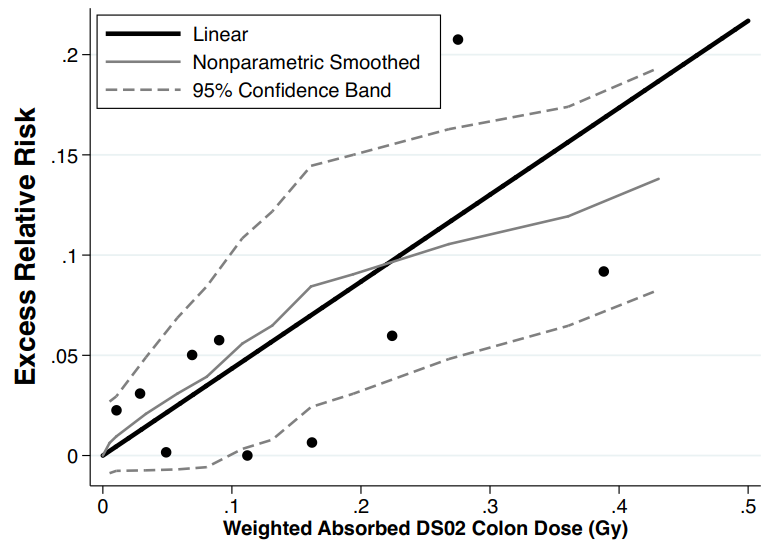 Linear
Nonparametric Smoothed
95% Confidence Band
Excess Relative Risk
.2
.15
.1
.05
0
0 .1 .2 .3 .4 .5
Weighted Absorbed DS02 Colon Dose (Gy)